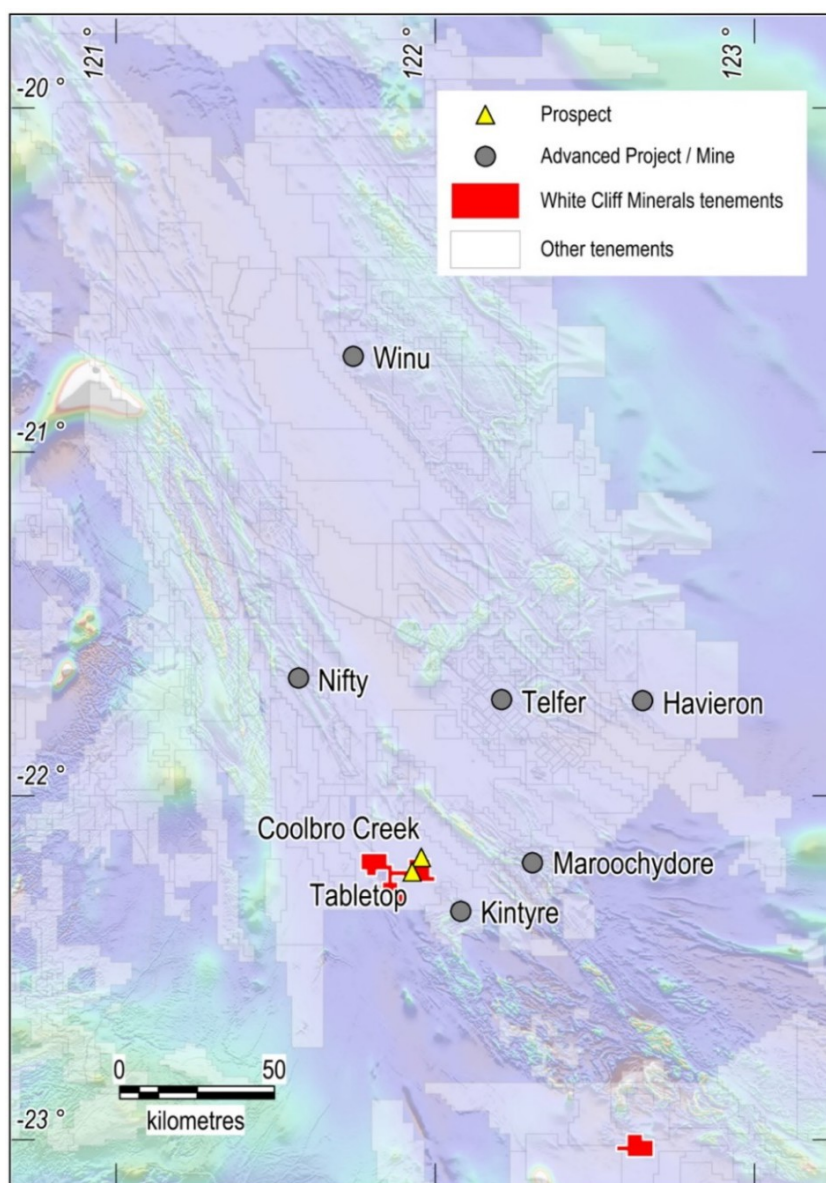 121 °
122 °
123 °
-20 °
Prospect
Advanced Project / Mine
White Cliff Minerals tenements
Other tenements
Winu
-21 °
Nifty
Telfer
Havieron
-22 °
Coolbro Creek
Maroochydore
Tabletop
Kintyre
0 50
kilometres
-23 °